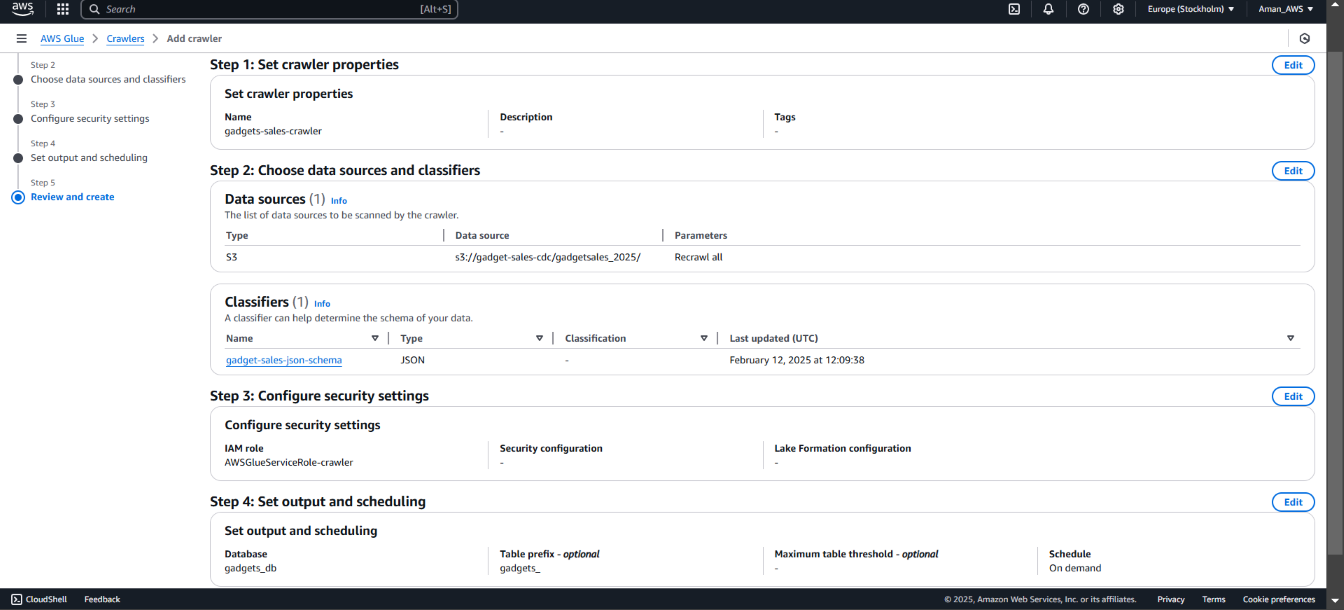 aws Search [Alt+S] Europe (Stockholm) Aman_AWS
AWS Glue > Crawlers > Add crawler
Step 2
Choose data sources and classifiers
Step 3
Configure security settings
Step 4
Set output and scheduling
Step 5
Review and create
Step 1: Set crawler properties Edit
Set crawler properties
Name Description Tags
gadgets-sales-crawler - -
Step 2: Choose data sources and classifiers Edit
Data sources (1) Info
The list of data sources to be scanned by the crawler.
Type Data source Parameters
S3 s3://gadget-sales-cdc/gadgetsales_2025/ Recrawl all
Classifiers (1) Info
A classifier can help determine the schema of your data.
Name Type Classification Last updated (UTC)
gadget-sales-json-schema JSON - February 12, 2025 at 12:09:38
Step 3: Configure security settings Edit
Configure security settings
IAM role Security configuration Lake Formation configuration
AWSGlueServiceRole-crawler - -
Step 4: Set output and scheduling Edit
Set output and scheduling
Database Table prefix - optional Maximum table threshold - optional Schedule
gadgets_db gadgets_ - On demand
CloudShell Feedback © 2025, Amazon Web Services, Inc. or its affiliates. Privacy Terms Cookie preferences